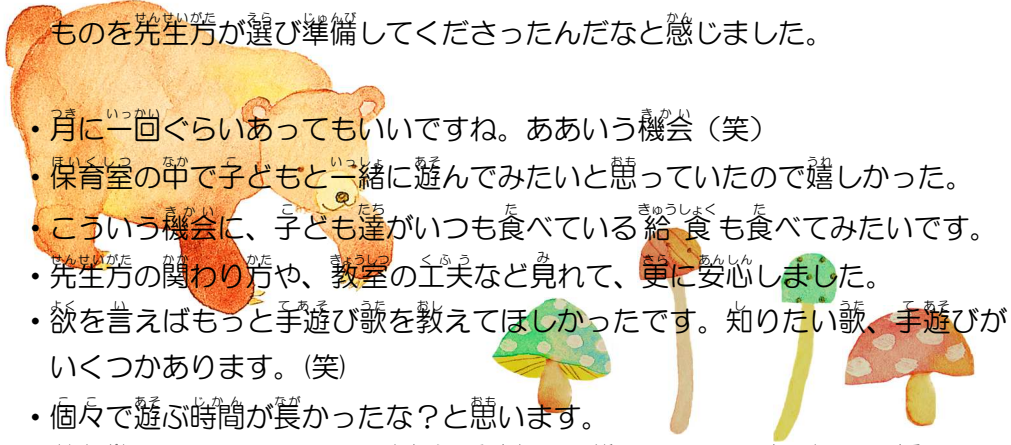 ものを先生方が選び準備してくださったんだなと感じました。
・月に一回ぐらいあってもいいですね。ああいう機会（笑）
・保育室の中で子どもと一緒に遊んでみたいと思っていたので嬉しかった。
・こういう機会に、子ども達がいつも食べている給食も食べてみたいです。
・先生方の関わり方や、教室の工夫など見れて、更に安心しました。
・欲を言えばもっと手遊び歌を教えてほしかったです。知りたい歌、手遊びが
いくつかあります。(笑)
・個々で遊ぶ時間が長かったな？と思います。